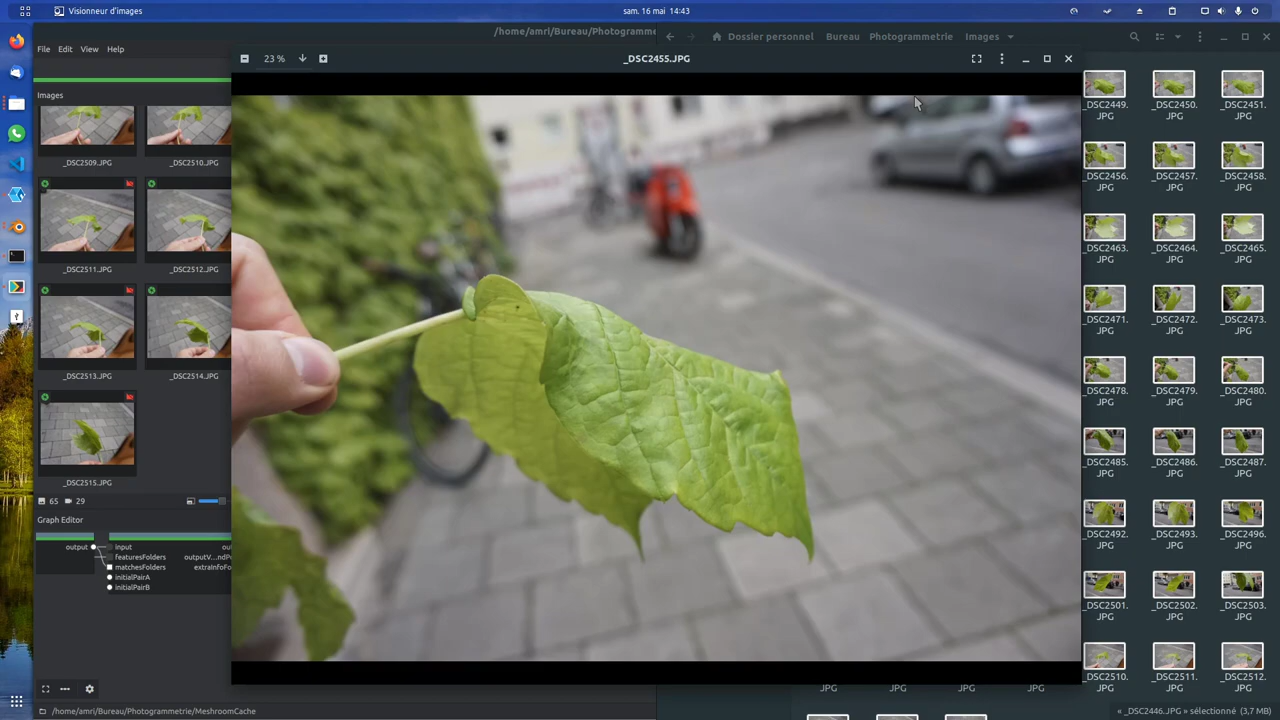 Visionneur d'images
sam. 16 mai 14:43
/home/amri/Bureau/Photogramme
Dossier personnel
Bureau
Photogrammetrie
Images
File
Edit
View
Help
23 %
_DSC2455.JPG
Images
_DSC2509.JPG
_DSC2510.JPG
_DSC2511.JPG
_DSC2512.JPG
_DSC2513.JPG
_DSC2514.JPG
_DSC2515.JPG
65
29
Graph Editor
output
input
featuresFolders
matchesFolders
initialPairA
initialPairB
out
outputV...ndP
extraInfoFo
/home/amri/Bureau/Photogrammetrie/MeshroomCache
_DSC2449.
JPG
_DSC2450.
JPG
_DSC2451.
JPG
_DSC2456.
JPG
_DSC2457.
JPG
_DSC2458.
JPG
_DSC2463.
JPG
_DSC2464.
JPG
_DSC2465.
JPG
_DSC2471.
JPG
_DSC2472.
JPG
_DSC2473.
JPG
_DSC2478.
JPG
_DSC2479.
JPG
_DSC2480.
JPG
_DSC2485.
JPG
_DSC2486.
JPG
_DSC2487.
JPG
_DSC2492.
JPG
_DSC2493.
JPG
_DSC2496.
JPG
_DSC2501.
JPG
_DSC2502.
JPG
_DSC2503.
JPG
_DSC2510.
JPG
_DSC2511.
JPG
_DSC2512.
JPG
JPG
JPG
JPG
JPG
« _DSC2446.JPG » sélectionné (3,7 MB)